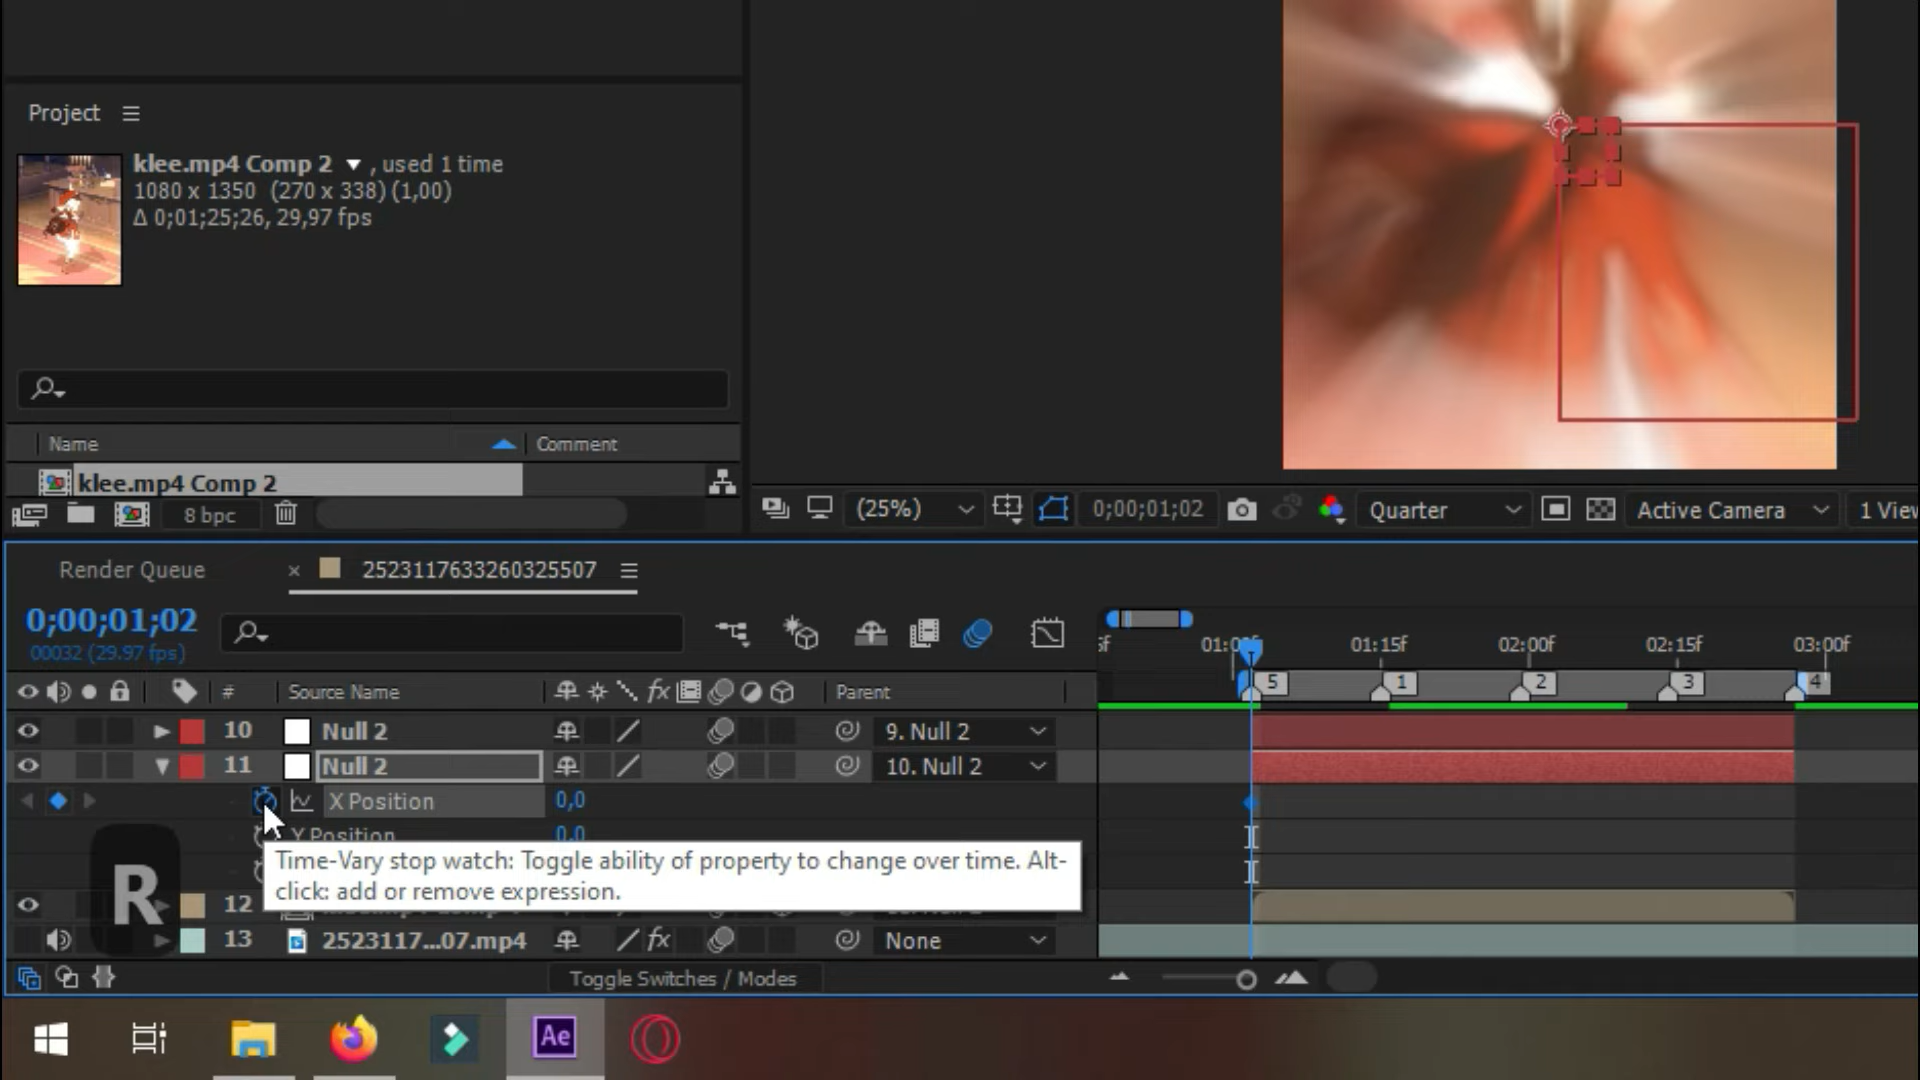 Project
klee.mp4 Comp 2 , used 1 time
1080 x 1350 (270 x 338) (1,00)
Δ 0;01;25;26, 29,97 fps
Name Comment
klee.mp4 Comp 2
8 bpc
(25%) 0;00;01;02 Quarter Active Camera 1 View
Render Queue × 2523117633260325507
0;00;01;02
00032 (29.97 fps)
01:15f 02:00f 02:15f 03:00f
# Source Name fx Parent
5 1 2 3 4
10 Null 2 9. Null 2
11 Null 2 10. Null 2
X Position 0,0
Y Position 0,0
Time-Vary stop watch: Toggle ability of property to change over time. Alt-
click: add or remove expression.
R
12
13 2523117...07.mp4 fx None
Toggle Switches / Modes
Ae